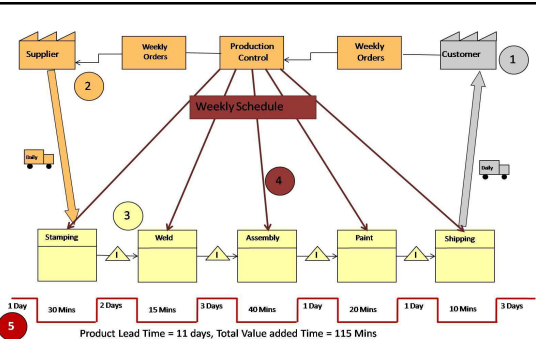 Supplier
Weekly
Orders
Production
Control
Weekly
Orders
Customer
1
2
Weekly Schedule
Daily
Daily
4
3
Stamping
I
Weld
I
Assembly
I
Paint
I
Shipping
1 Day
30 Mins
2 Days
15 Mins
3 Days
40 Mins
1 Day
20 Mins
1 Day
10 Mins
3 Days
5
Product Lead Time = 11 days, Total Value added Time = 115 Mins